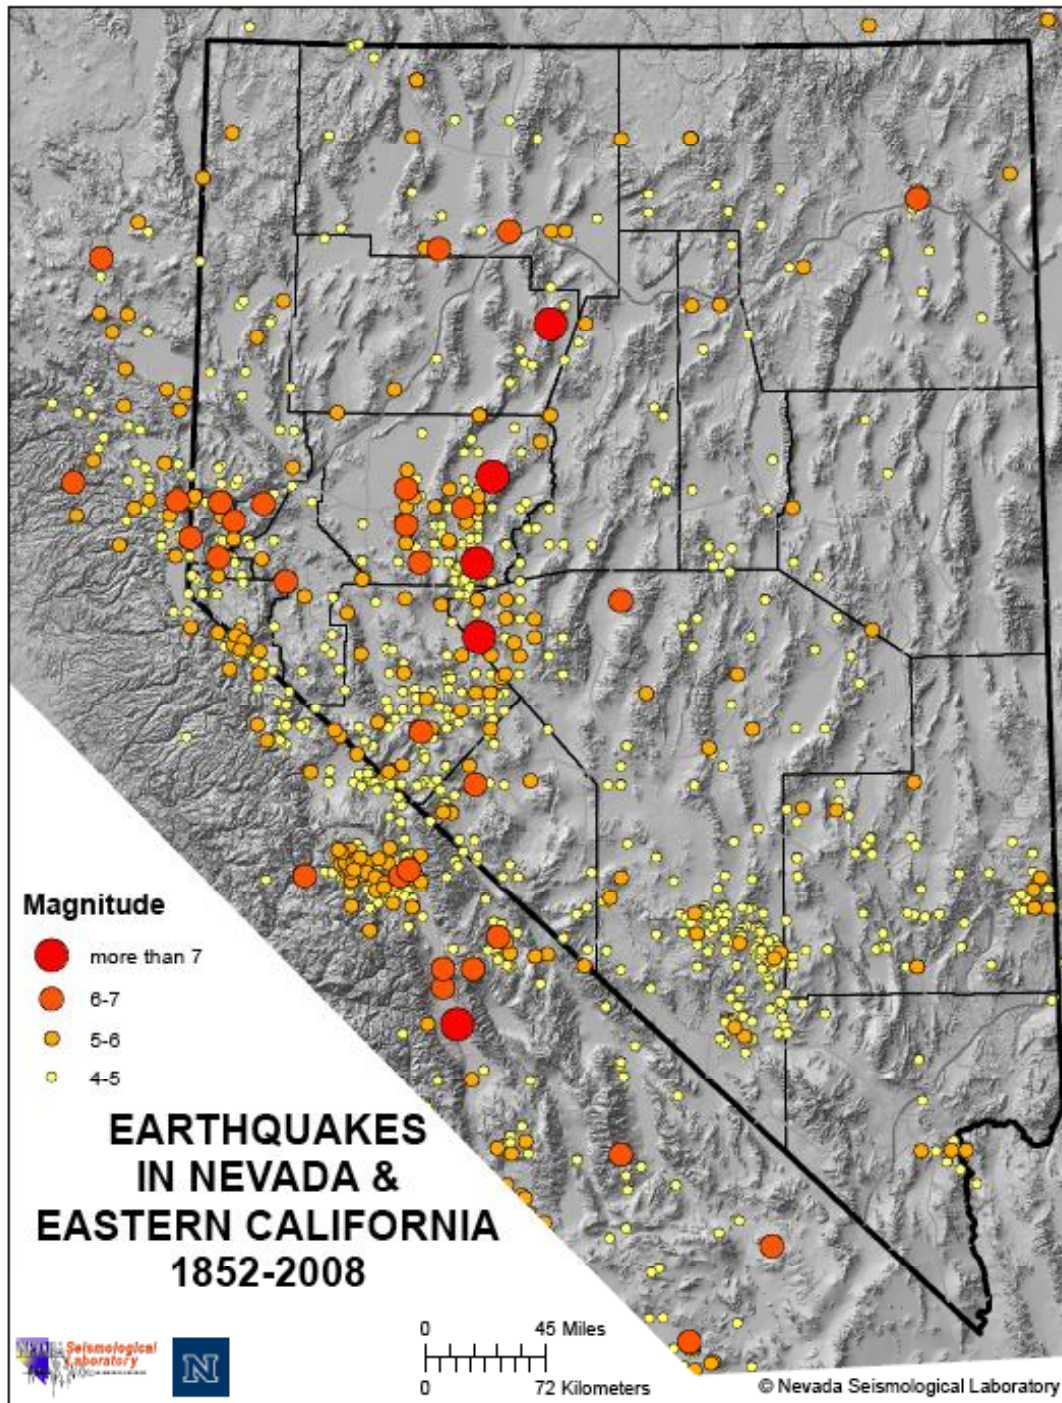 Magnitude
more than 7
6-7
5-6
4-5
EARTHQUAKES
IN NEVADA &
EASTERN CALIFORNIA
1852-2008
Seismological
Laboratory
N
0 45 Miles
0 72 Kilometers
© Nevada Seismological Laboratory